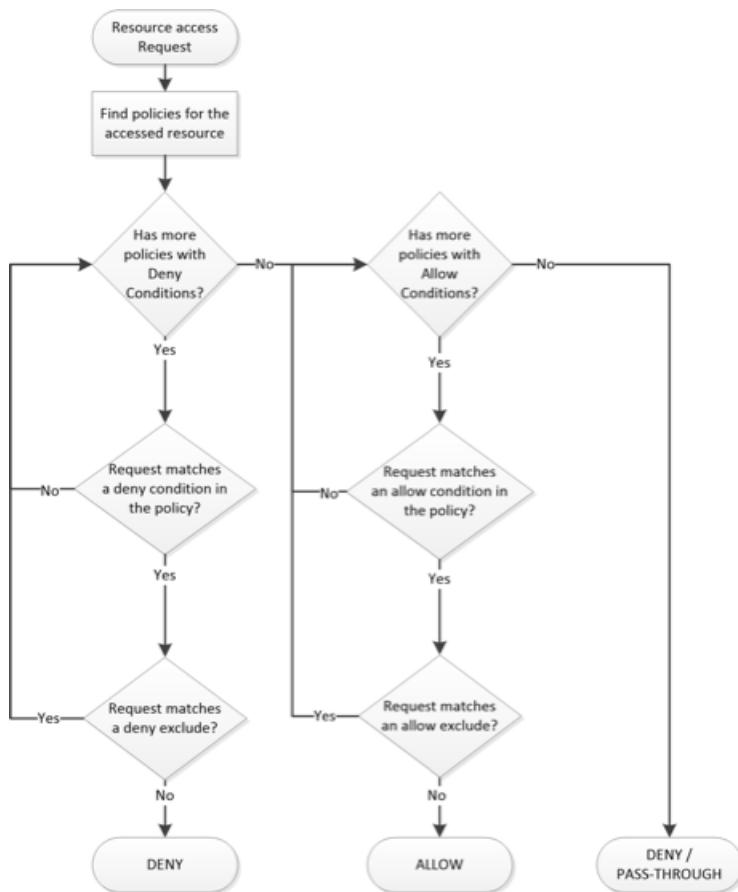 Resource access
Request
Find policies for the
accessed resource
Has more
policies with
Deny
Conditions?
No
Has more
policies with
Allow
Conditions?
No
Yes
Yes
Request matches
a deny condition in
the policy?
No
Request matches
an allow condition in
the policy?
No
Yes
Yes
Request matches
a deny exclude?
Yes
Request matches
an allow exclude?
Yes
No
No
DENY
ALLOW
DENY /
PASS-THROUGH